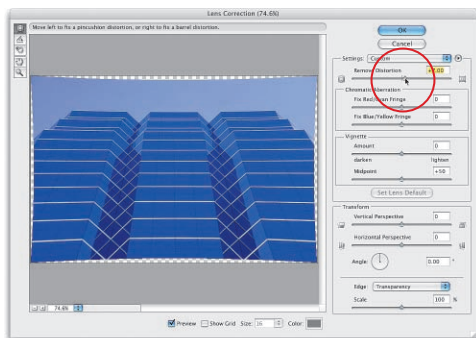 Lens Correction (74.6%)
Move left to fix a pincushion distortion, or right to fix a barrel distortion.
OK
Cancel
Settings: Custom
Remove Distortion
Chromatic Aberration
Fix Red/Cyan Fringe 0
Fix Blue/Yellow Fringe 0
Vignette
Amount 0
darken lighten
Midpoint +50
Set Lens Default
Transform
Vertical Perspective 0
Horizontal Perspective 0
Angle: 0.00 °
Edge: Transparency
Scale 100 %
74.6%
Preview Show Grid Size: 16 Color: